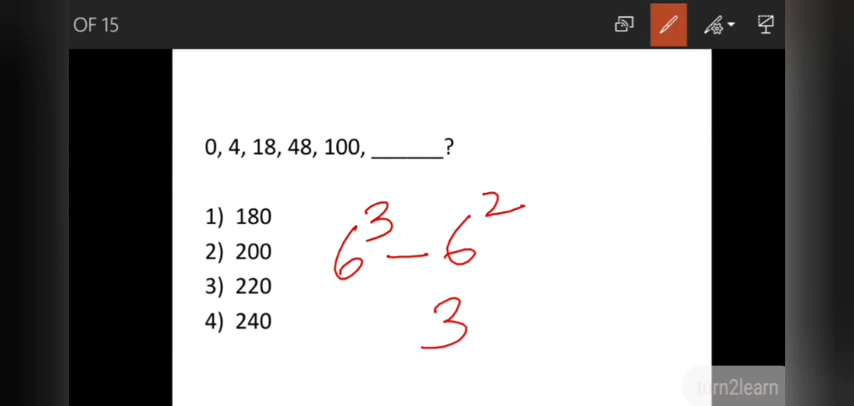 OF 15
0, 4, 18, 48, 100, ______?
1) 180
2) 200
3) 220
4) 240
6³ – 6²
3
turn2learn